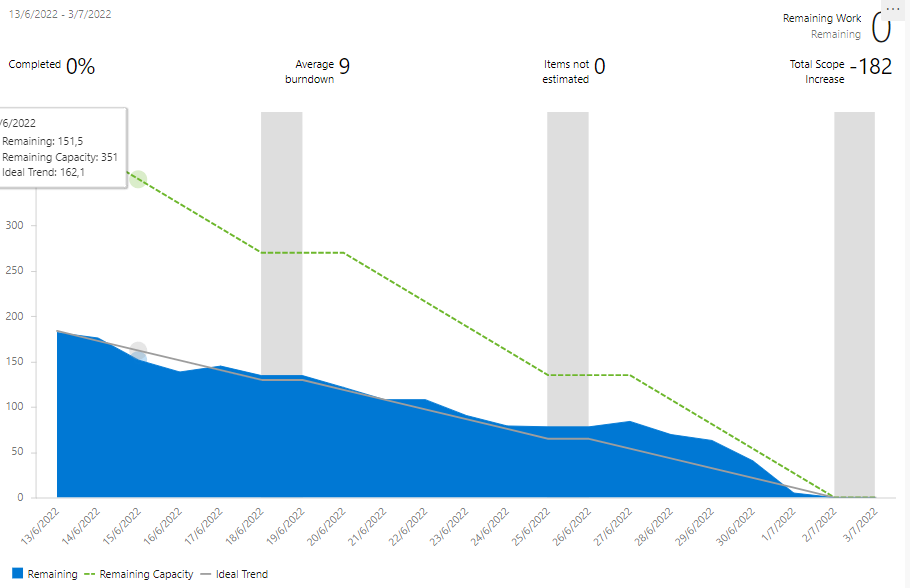 13/6/2022 - 3/7/2022
Remaining Work
Remaining
0
Completed 0%
Average
burndown 9
Items not
estimated 0
Total Scope
Increase -182
/6/2022
Remaining: 151,5
Remaining Capacity: 351
Ideal Trend: 162,1
300
250
200
150
100
50
0
13/6/2022
14/6/2022
15/6/2022
16/6/2022
17/6/2022
18/6/2022
19/6/2022
20/6/2022
21/6/2022
22/6/2022
23/6/2022
24/6/2022
25/6/2022
26/6/2022
27/6/2022
28/6/2022
29/6/2022
30/6/2022
1/7/2022
2/7/2022
3/7/2022
Remaining Remaining Capacity Ideal Trend